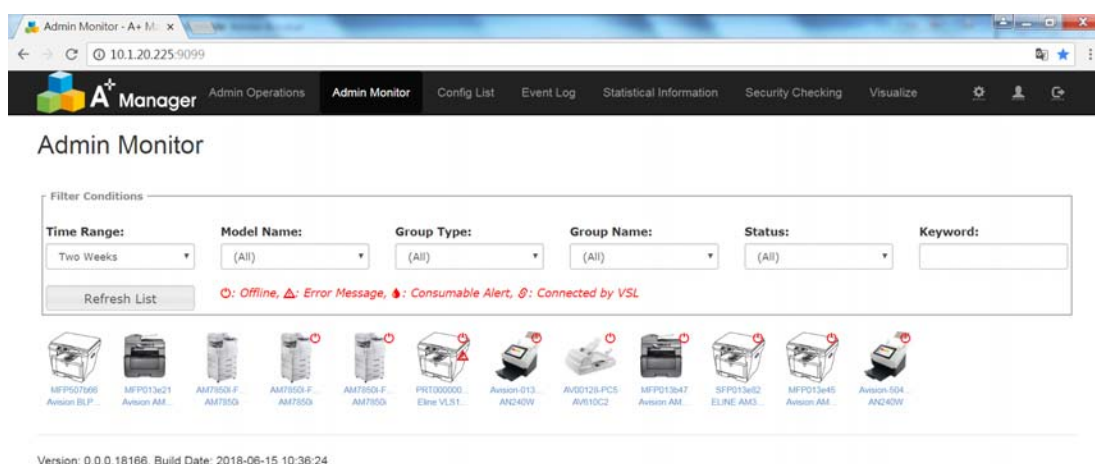 Admin Monitor - A+ M
10.1.20.225:9099
A+ Manager Admin Operations Admin Monitor Config List Event Log Statistical Information Security Checking Visualize
Admin Monitor
Filter Conditions
Time Range: Model Name: Group Type: Group Name: Status: Keyword:
Two Weeks (All) (All) (All) (All)
Refresh List : Offline, : Error Message, : Consumable Alert, : Connected by VSL
MFP507b66 MFP013e21 AM7850i-F... AM7850i-F... AM7850i-F... PRT000000... Avision-013... AV00128-PC5 MFP013b47 SFP013e82 MFP013e45 Avision-504...
Avision BLP... Avision AM... AM7850i AM7850i AM7850i Eline VLS1... AN240W AV610C2 Avision AM... ELINE AM3... Avision AM... AN240W
Version: 0.0.0.18166, Build Date: 2018-06-15 10:36:24